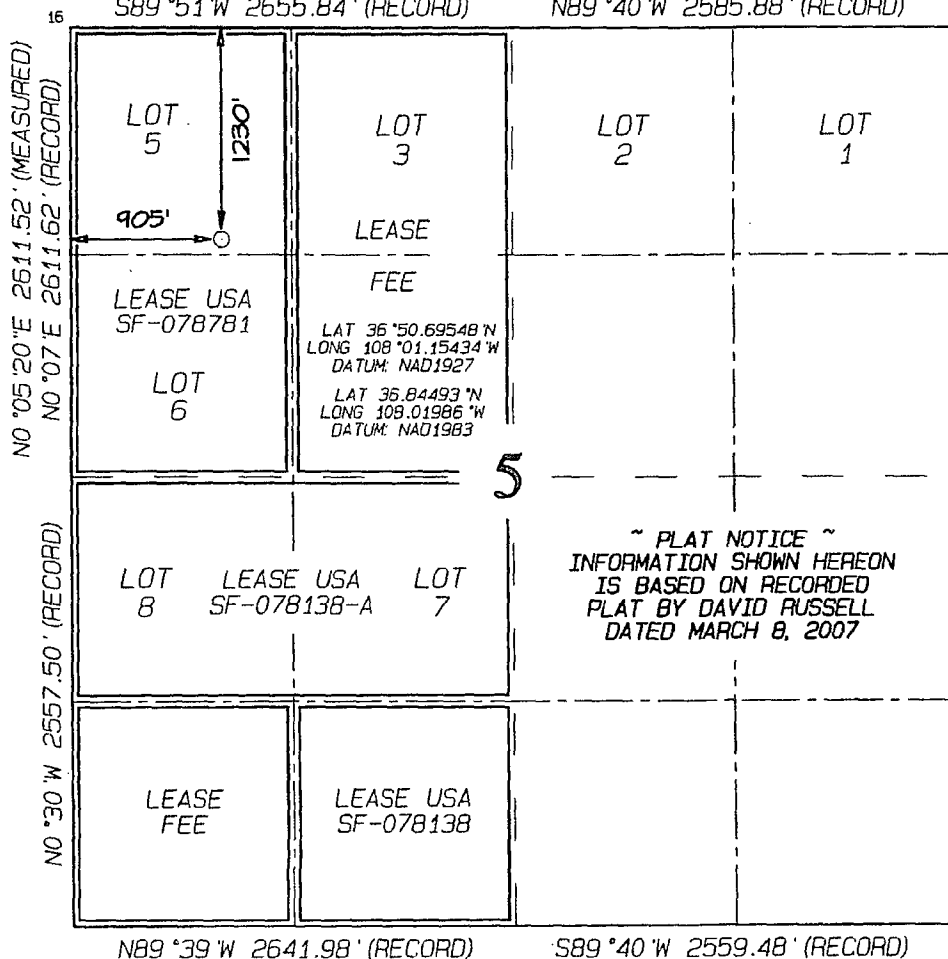 16
S89°51'W 2655.84' (RECORD)
N89°40'W 2585.88' (RECORD)
N0°05'20"E 2611.52' (MEASURED)
N0°07'E 2611.62' (RECORD)
LOT
5
1230'
905'
LOT
3
LOT
2
LOT
1
LEASE
FEE
LEASE USA
SF-078781
LOT
6
LAT 36°50.69548'N
LONG 108°01.15434'W
DATUM: NAD1927
LAT 36.84493°N
LONG 108.01986°W
DATUM: NAD1983
5
N0°30'W 2557.50' (RECORD)
LOT
8
LEASE USA
SF-078138-A
LOT
7
~ PLAT NOTICE ~
INFORMATION SHOWN HEREON
IS BASED ON RECORDED
PLAT BY DAVID RUSSELL
DATED MARCH 8, 2007
LEASE
FEE
LEASE USA
SF-078138
N89°39'W 2641.98' (RECORD)
S89°40'W 2559.48' (RECORD)